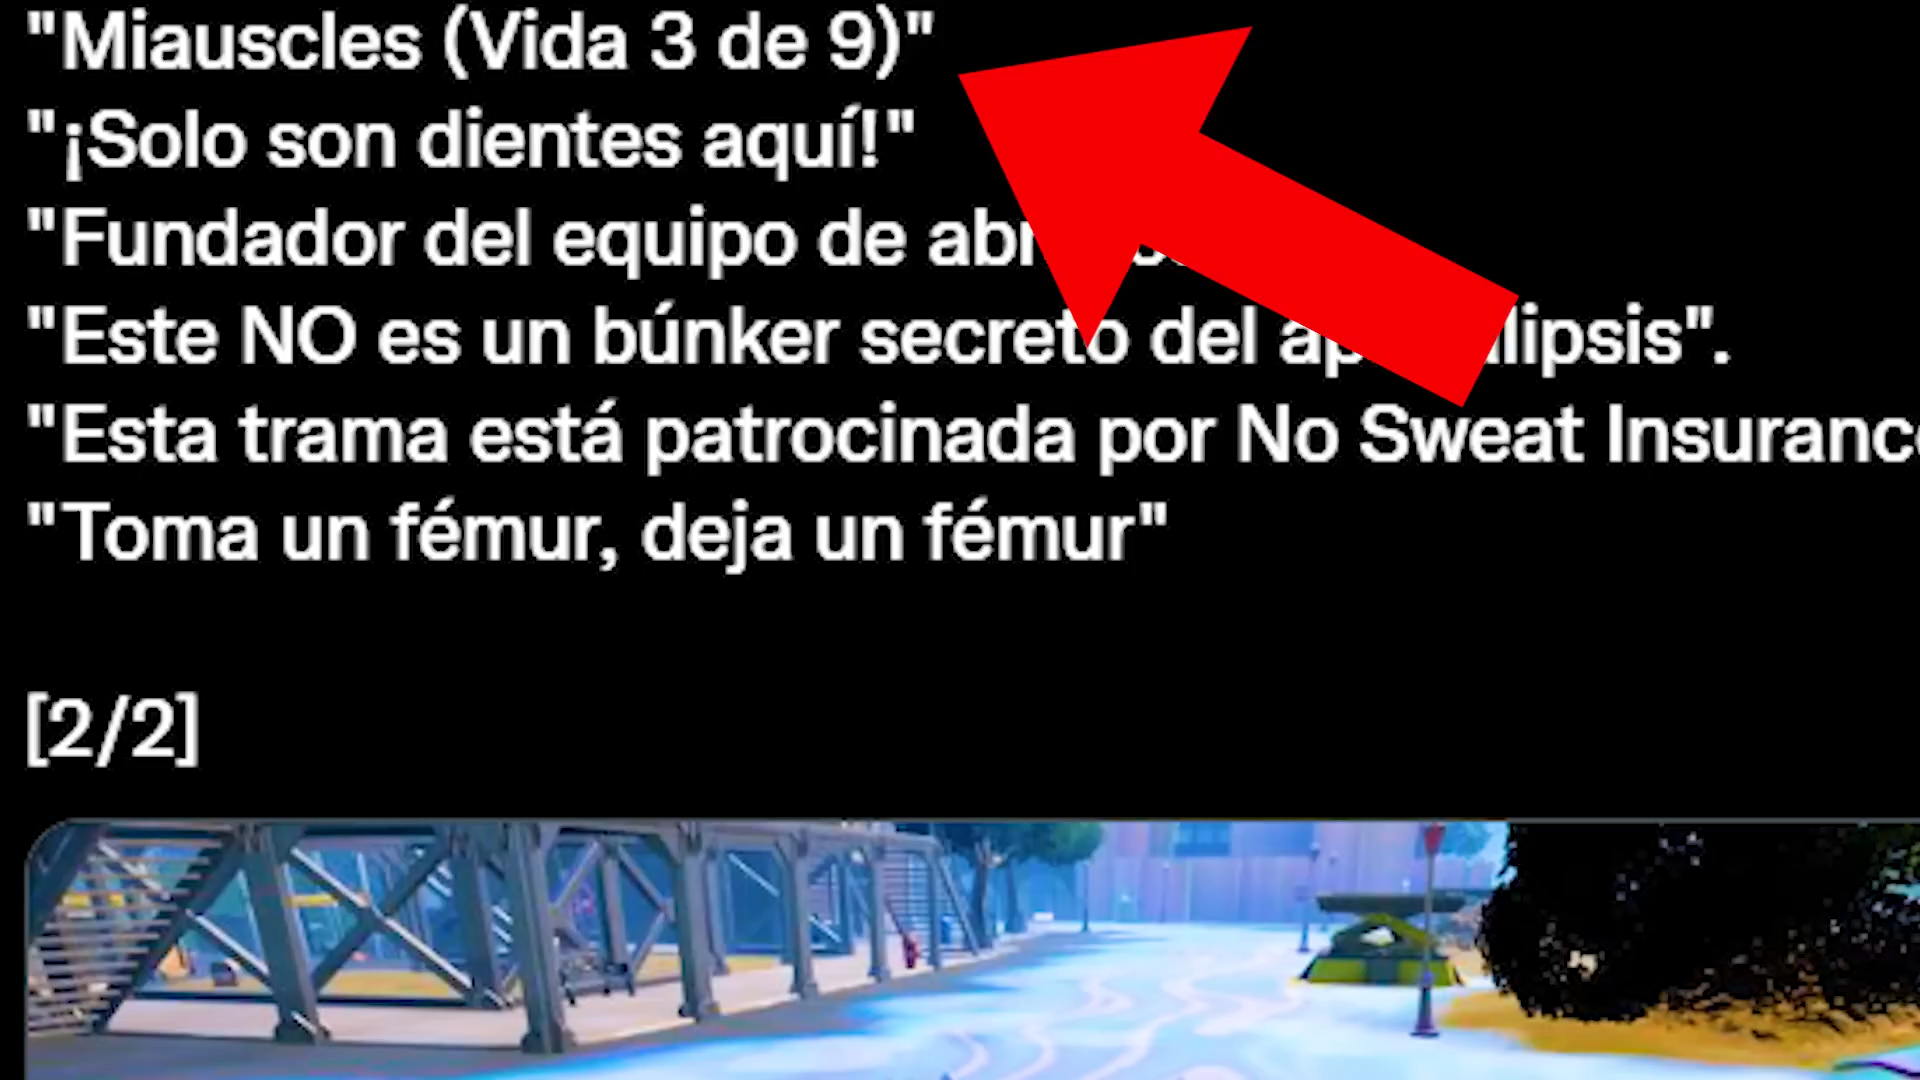 "Miauscles (Vida 3 de 9)"
"¡Solo son dientes aquí!"
"Fundador del equipo de
"Este NO es un búnker secreto del
"Esta trama está patrocinada por No Sweat
"Toma un fémur, deja un fémur"
[2/2]